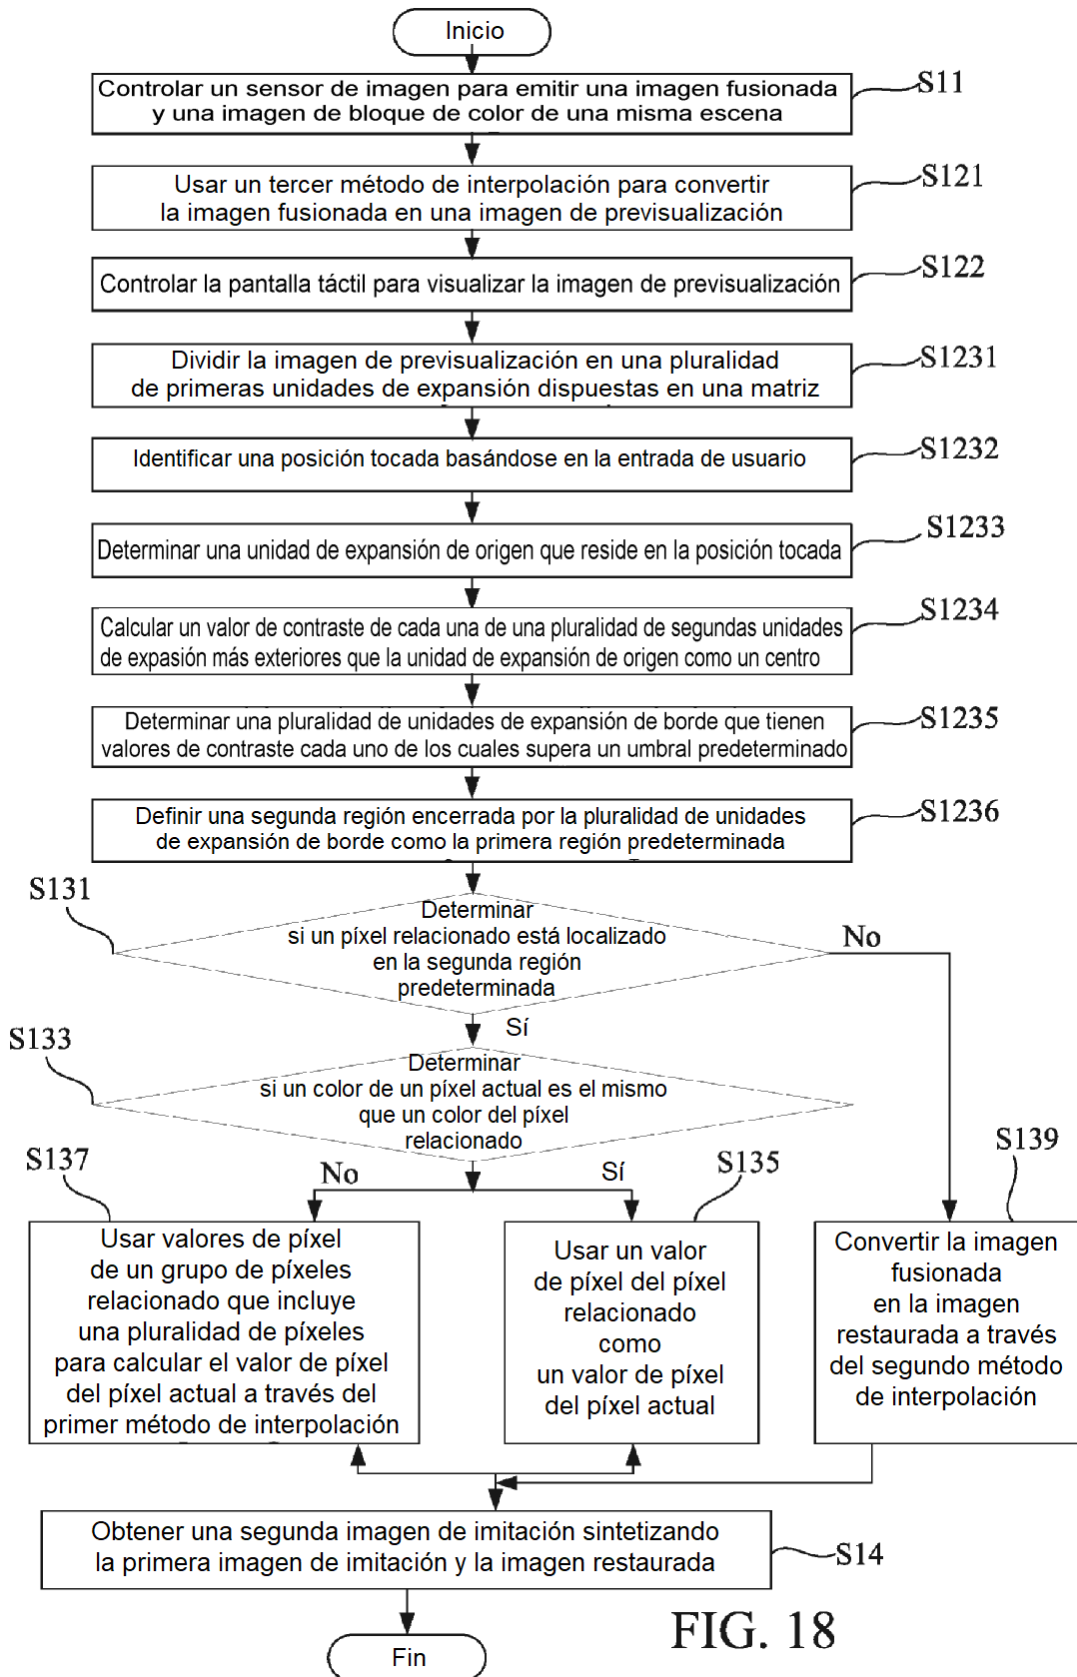 Inicio
Controlar un sensor de imagen para emitir una imagen fusionada
y una imagen de bloque de color de una misma escena
S11
Usar un tercer método de interpolación para convertir
la imagen fusionada en una imagen de previsualización
S121
Controlar la pantalla táctil para visualizar la imagen de previsualización
S122
Dividir la imagen de previsualización en una pluralidad
de primeras unidades de expansión dispuestas en una matriz
S1231
Identificar una posición tocada basándose en la entrada de usuario
S1232
Determinar una unidad de expansión de origen que reside en la posición tocada
S1233
Calcular un valor de contraste de cada una de una pluralidad de segundas unidades
de expasión más exteriores que la unidad de expansión de origen como un centro
S1234
Determinar una pluralidad de unidades de expansión de borde que tienen
valores de contraste cada uno de los cuales supera un umbral predeterminado
S1235
Definir una segunda región encerrada por la pluralidad de unidades
de expansión de borde como la primera región predeterminada
S1236
S131
Determinar
si un píxel relacionado está localizado
en la segunda región
predeterminada
No
Sí
S133
Determinar
si un color de un píxel actual es el mismo
que un color del píxel
relacionado
No
Sí
S137
Usar valores de píxel
de un grupo de píxeles
relacionado que incluye
una pluralidad de píxeles
para calcular el valor de píxel
del píxel actual a través del
primer método de interpolación
S135
Usar un valor
de píxel del píxel
relacionado
como
un valor de píxel
del píxel actual
S139
Convertir la imagen
fusionada
en la imagen
restaurada a través
del segundo método
de interpolación
Obtener una segunda imagen de imitación sintetizando
la primera imagen de imitación y la imagen restaurada
S14
Fin
FIG. 18